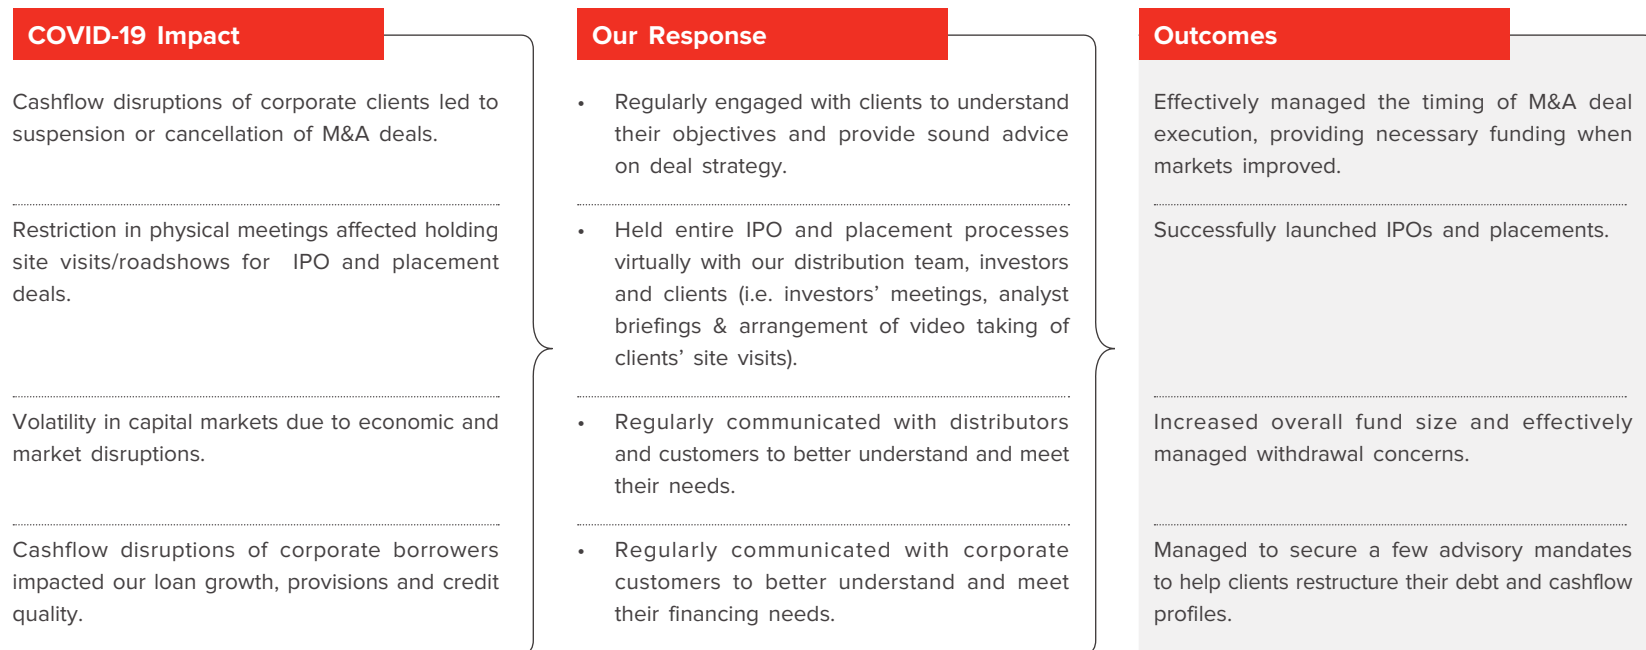 COVID-19 Impact
Cashflow disruptions of corporate clients led to
suspension or cancellation of M&A deals.
Restriction in physical meetings affected holding
site visits/roadshows for IPO and placement
deals.
Volatility in capital markets due to economic and
market disruptions.
Cashflow disruptions of corporate borrowers
impacted our loan growth, provisions and credit
quality.
Our Response
• Regularly engaged with clients to understand
their objectives and provide sound advice
on deal strategy.
• Held entire IPO and placement processes
virtually with our distribution team, investors
and clients (i.e. investors’ meetings, analyst
briefings & arrangement of video taking of
clients’ site visits).
• Regularly communicated with distributors
and customers to better understand and meet
their needs.
• Regularly communicated with corporate
customers to better understand and meet
their financing needs.
Outcomes
Effectively managed the timing of M&A deal
execution, providing necessary funding when
markets improved.
Successfully launched IPOs and placements.
Increased overall fund size and effectively
managed withdrawal concerns.
Managed to secure a few advisory mandates
to help clients restructure their debt and cashflow
profiles.